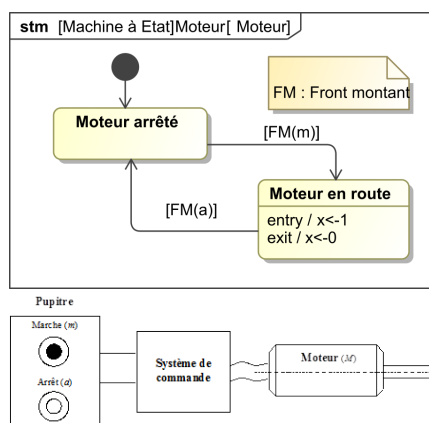 stm [Machine à Etat]Moteur[ Moteur]
FM : Front montant
Moteur arrêté
[FM(m)]
Moteur en route
[FM(a)]
entry / x<-1
exit / x<-0
Pupitre
Marche (m)
Système de
commande
Moteur (M)
Arrêt (a)